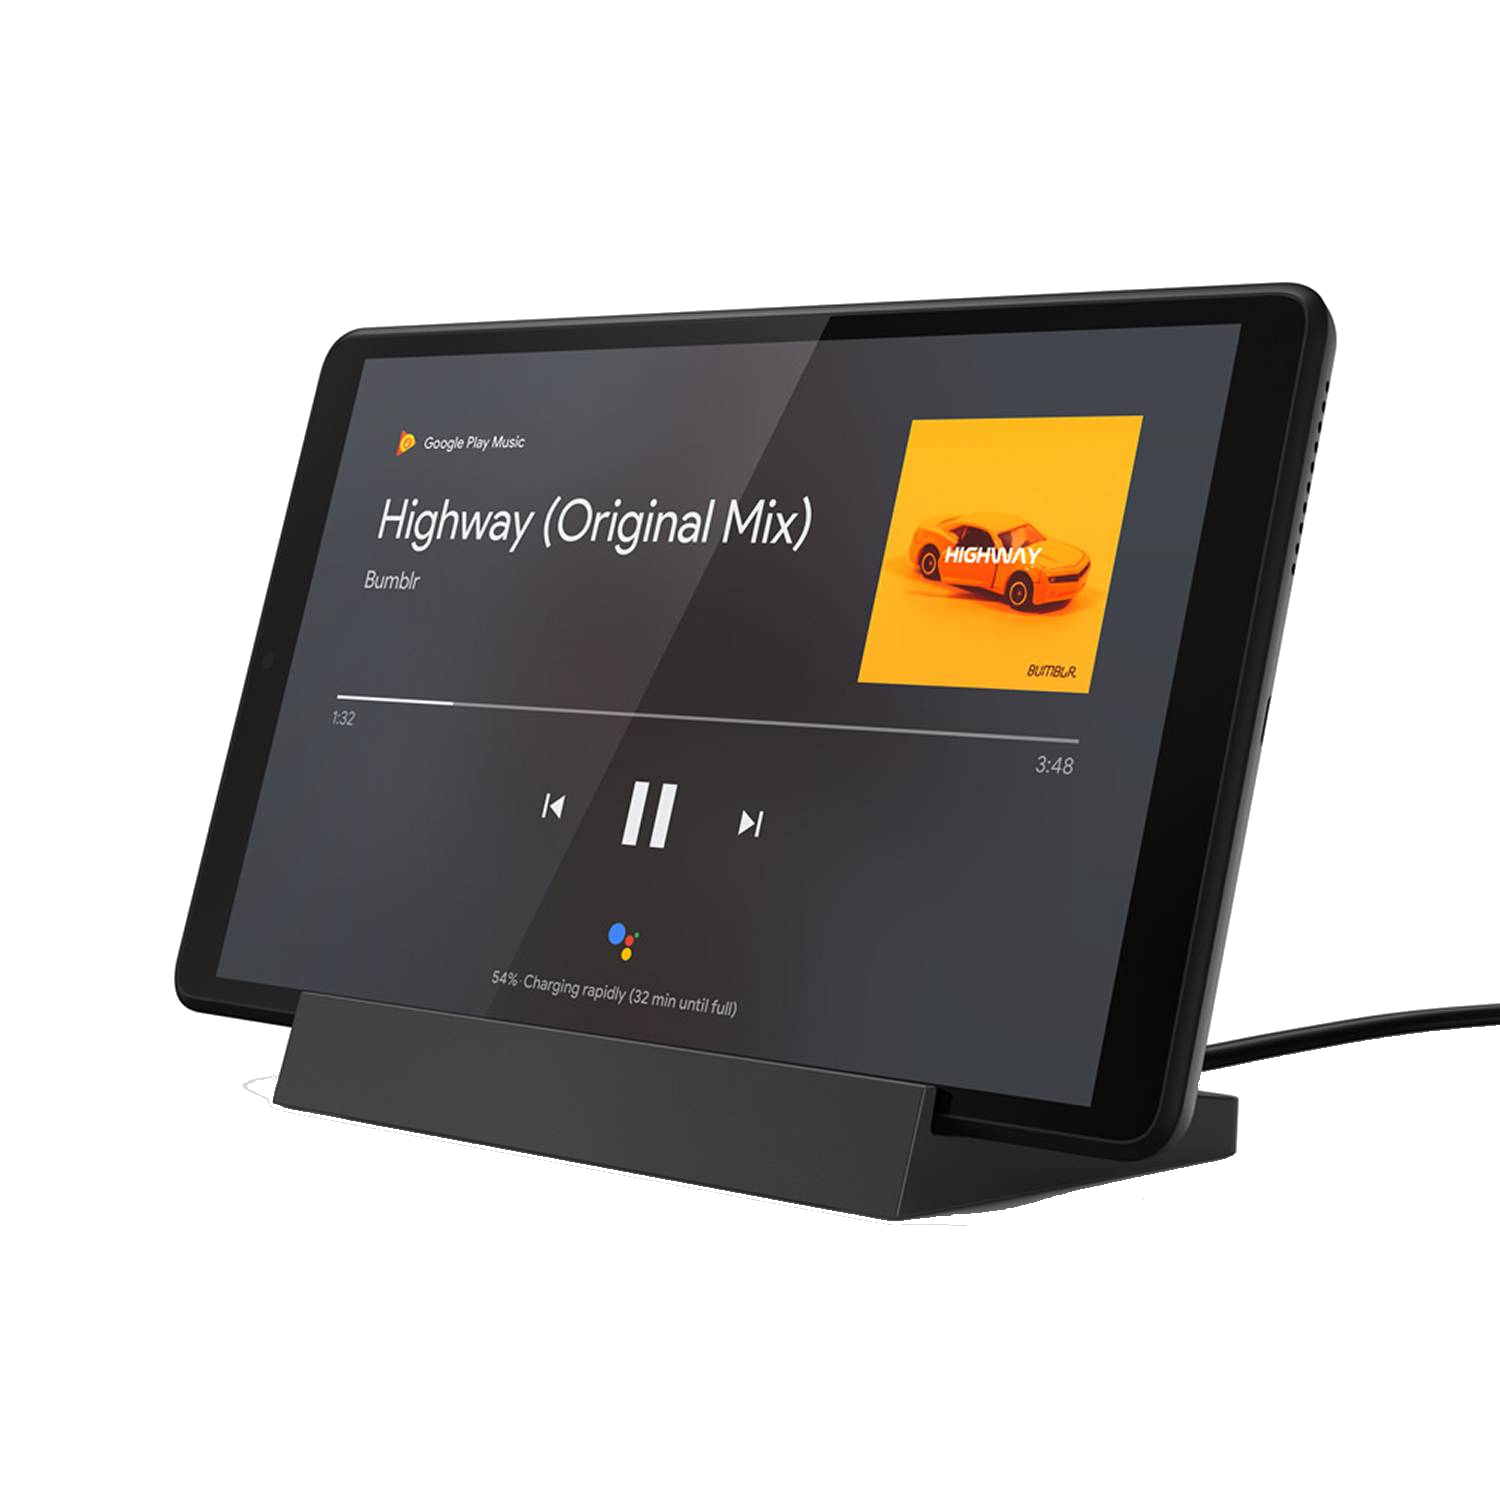 Google Play Music
Highway (Original Mix)
Bumblr
HIGHWAY
BUMBLR
1:32
3:48
54% · Charging rapidly (32 min until full)